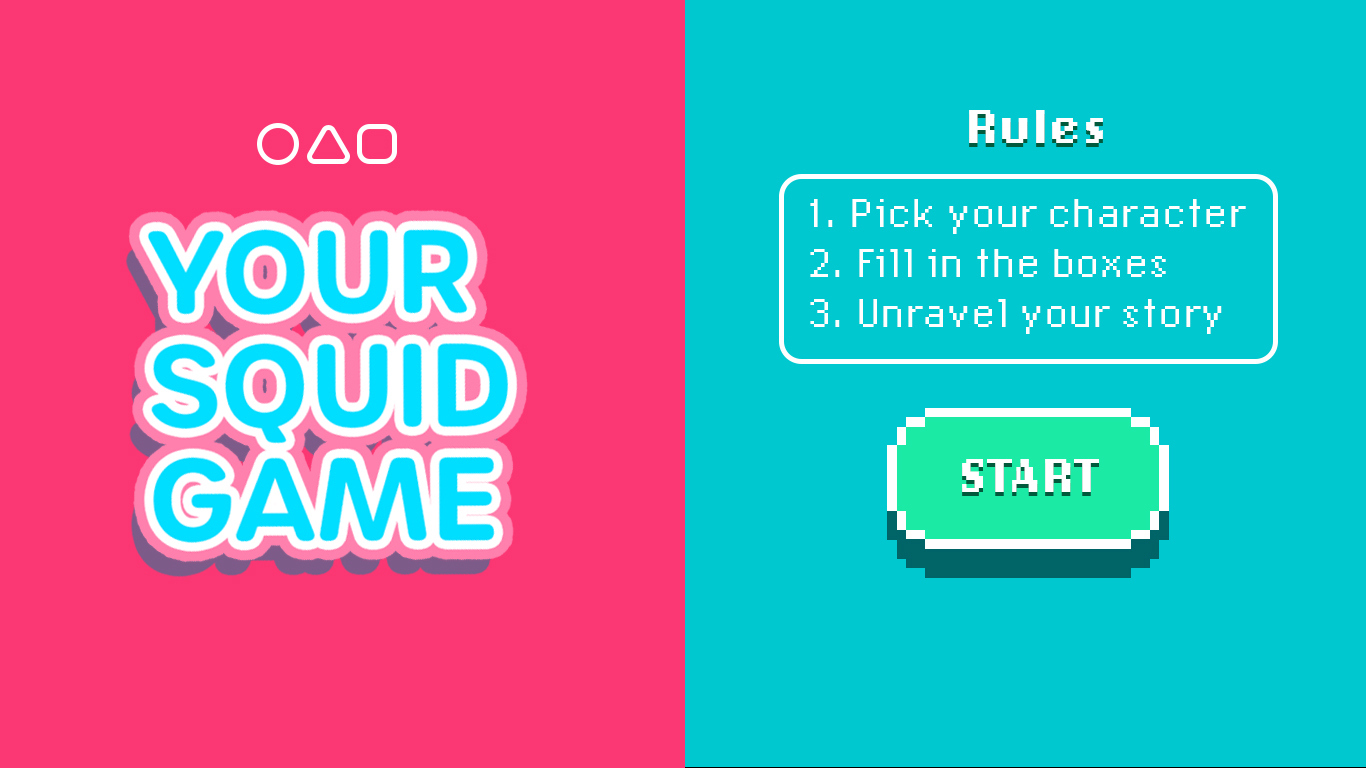 YOUR
SQUID
GAME
Rules
1. Pick your character
2. Fill in the boxes
3. Unravel your story
START